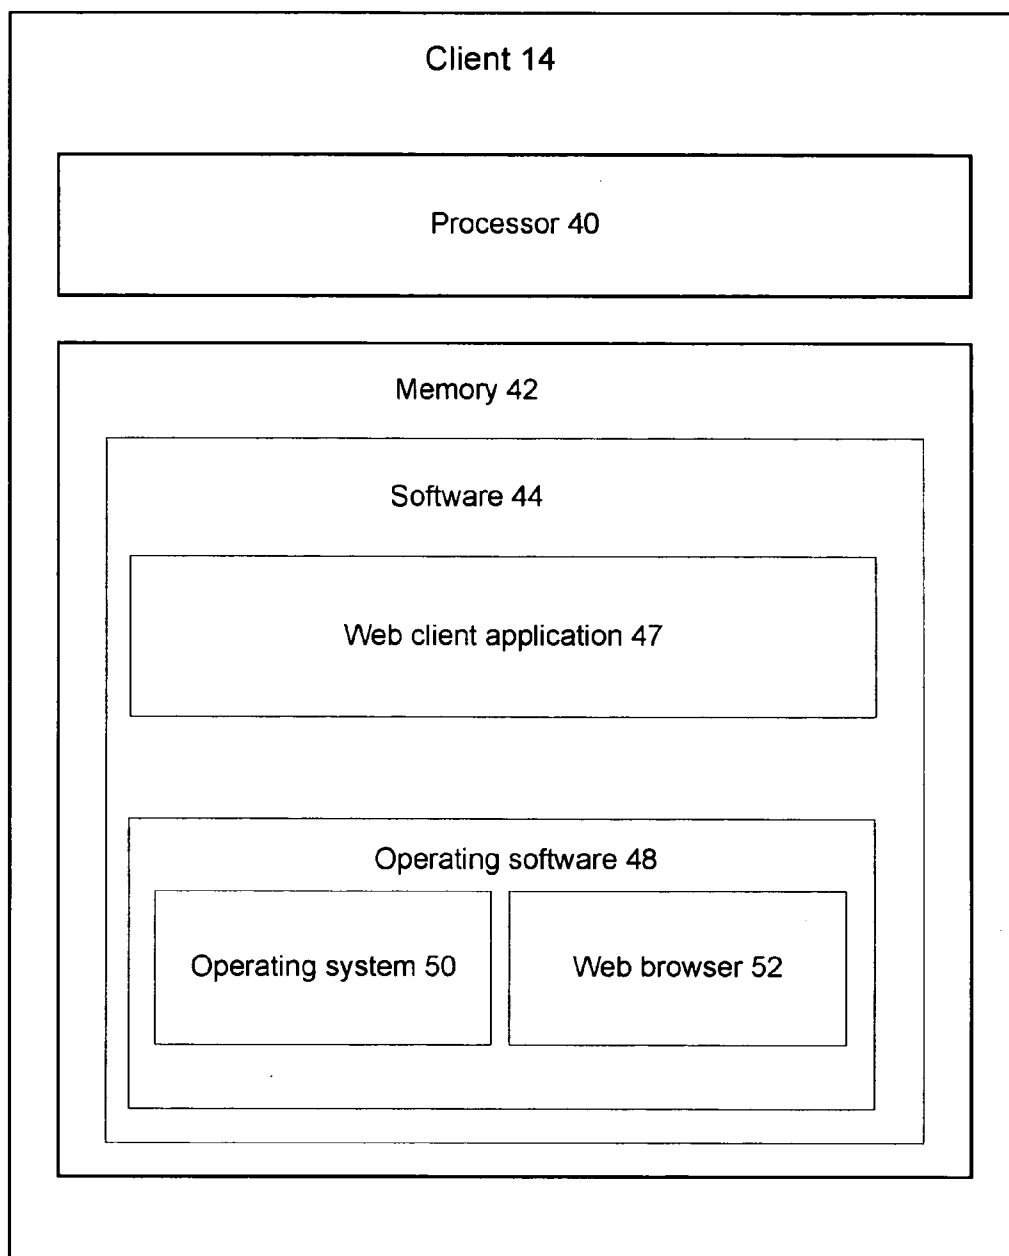 Client 14
Processor 40
Memory 42
Software 44
Web client application 47
Operating software 48
Operating system 50
Web browser 52